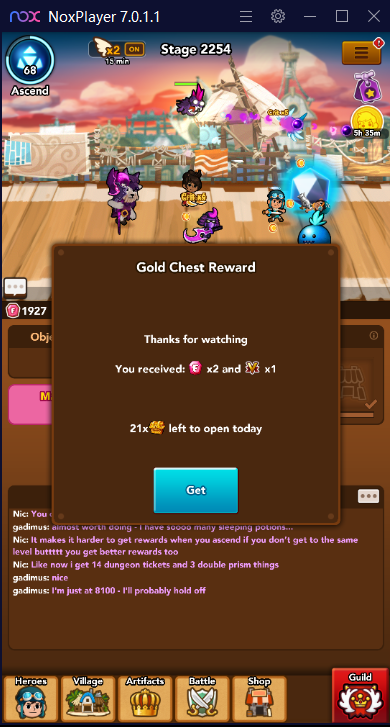 nox NoxPlayer 7.0.1.1
x2 ON
15 min
Stage 2254
68
Ascend
5h 35m
1927
Gold Chest Reward
Thanks for watching
You received: x2 and x1
21x left to open today
Get
Nic: You
gadimus: almost worth doing - I have soooo many sleeping potions...
Nic: It makes it harder to get rewards when you ascend if you don't get to the same
level buttttt you get better rewards too
Nic: Like now i get 14 dungeon tickets and 3 double prism things
gadimus: nice
gadimus: I'm just at 8100 - I'll probably hold off
Heroes Village Artifacts Battle Shop Guild